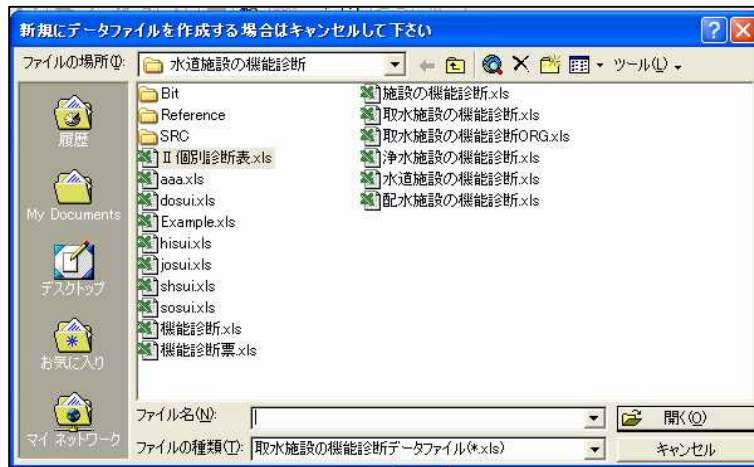 新規にデータファイルを作成する場合はキャンセルして下さい
ファイルの場所(I):
水道施設の機能診断
ツール(L)
履歴
My Documents
デスクトップ
お気に入り
マイ ネットワーク
Bit
Reference
SRC
II 個別診断表.xls
aaa.xls
dosui.xls
Example.xls
hisui.xls
josui.xls
shsui.xls
sosui.xls
機能診断.xls
機能診断票.xls
施設の機能診断.xls
取水施設の機能診断.xls
取水施設の機能診断ORG.xls
浄水施設の機能診断.xls
水道施設の機能診断.xls
配水施設の機能診断.xls
ファイル名(N):
開く(O)
ファイルの種類(T):
取水施設の機能診断データファイル(*.xls)
キャンセル